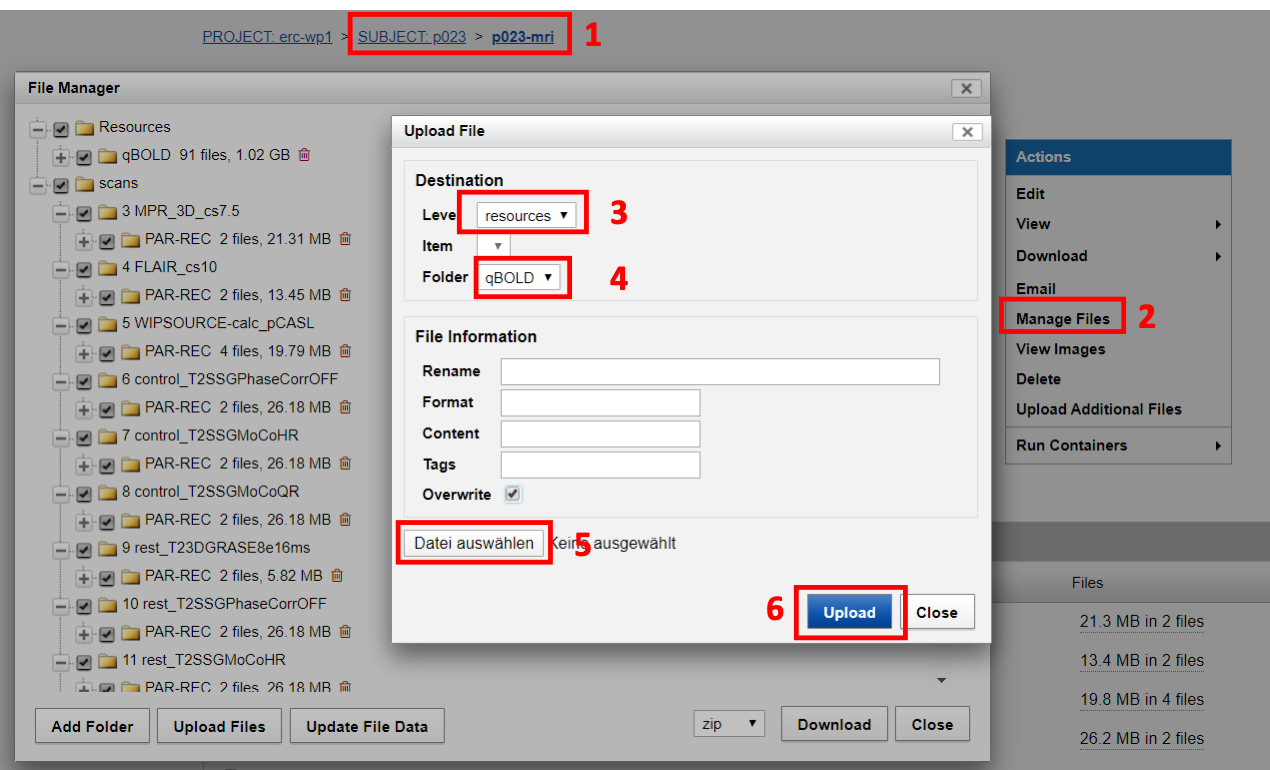 PROJECT: erc-wp1 > SUBJECT: p023 > p023-mri 1
File Manager
Resources
qBOLD 91 files, 1.02 GB
scans
3 MPR_3D_cs7.5
PAR-REC 2 files, 21.31 MB
4 FLAIR_cs10
PAR-REC 2 files, 13.45 MB
5 WIPSOURCE-calc_pCASL
PAR-REC 4 files, 19.79 MB
6 control_T2SSGPhaseCorrOFF
PAR-REC 2 files, 26.18 MB
7 control_T2SSGMoCoHR
PAR-REC 2 files, 26.18 MB
8 control_T2SSGMoCoQR
PAR-REC 2 files, 26.18 MB
9 rest_T23DGRASE8e16ms
PAR-REC 2 files, 5.82 MB
10 rest_T2SSGPhaseCorrOFF
PAR-REC 2 files, 26.18 MB
11 rest_T2SSGMoCoHR
PAR-REC 2 files, 26.18 MB
Add Folder Upload Files Update File Data zip Download Close
Upload File
Destination
Level resources 3
Item
Folder qBOLD 4
File Information
Rename
Format
Content
Tags
Overwrite
Datei auswählen Keine ausgewählt 5
6 Upload Close
Actions
Edit
View
Download
Email
Manage Files 2
View Images
Delete
Upload Additional Files
Run Containers
Files
21.3 MB in 2 files
13.4 MB in 2 files
19.8 MB in 4 files
26.2 MB in 2 files